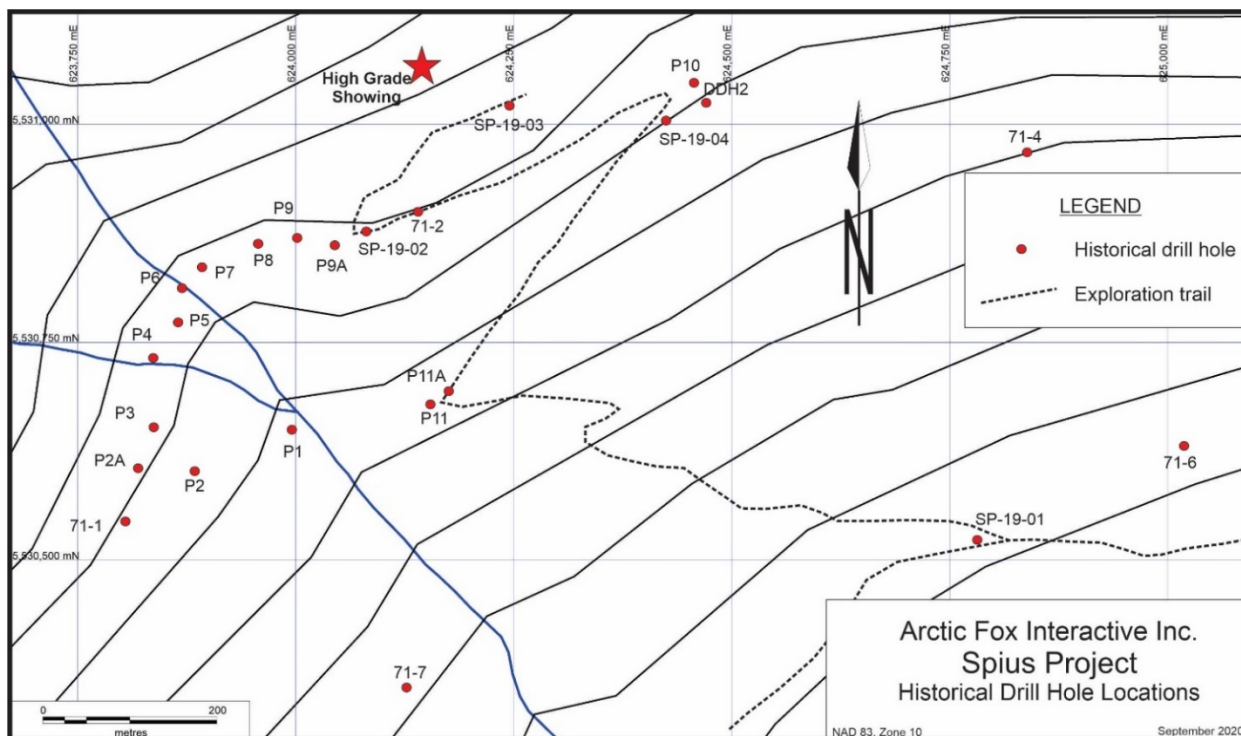 623,750 mE
624,000 mE
624,250 mE
624,500 mE
624,750 mE
625,000 mE
High Grade
Showing
P10
DDH2
SP-19-03
5,531,000 mN
SP-19-04
71-4
LEGEND
Historical drill hole
Exploration trail
P9
71-2
SP-19-02
P8
P9A
P7
P6
N
P5
P4
5,530,750 mN
P11A
P11
P3
P1
P2A
P2
71-6
71-1
SP-19-01
5,530,500 mN
71-7
Arctic Fox Interactive Inc.
Spius Project
Historical Drill Hole Locations
0 200
metres
NAD 83, Zone 10 September 2020